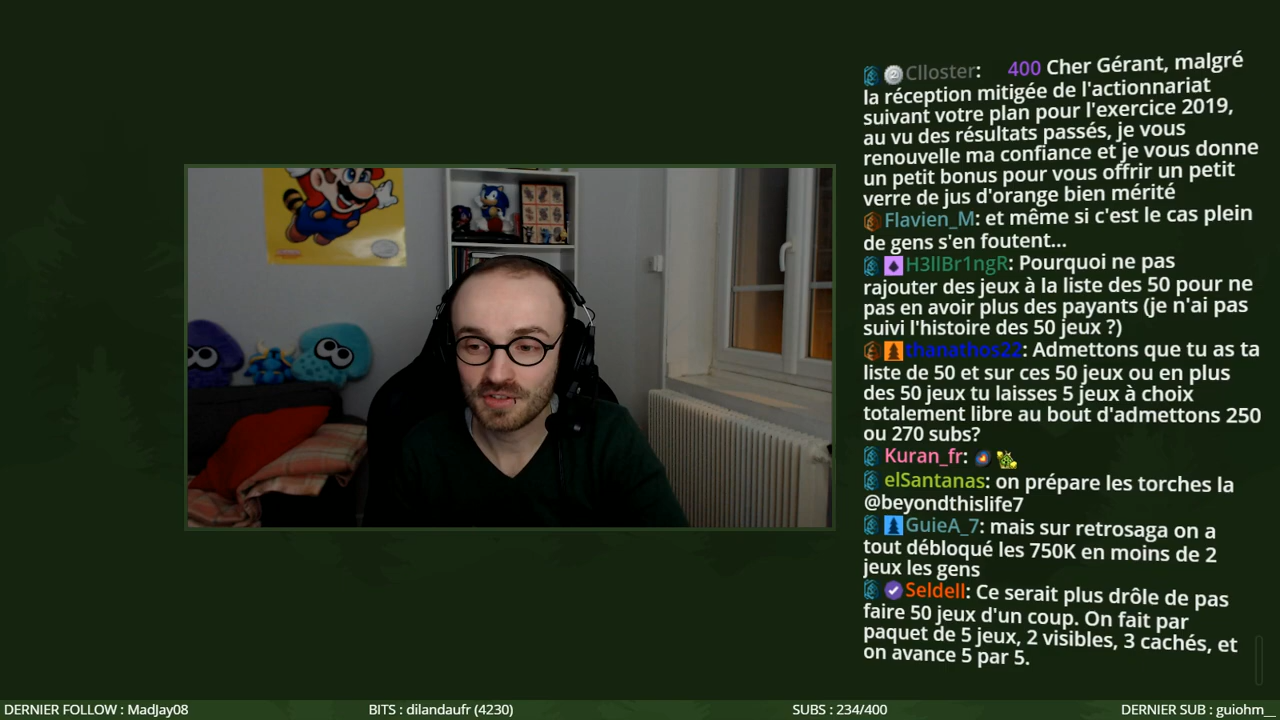 Clloster: 400 Cher Gérant, malgré
la réception mitigée de l'actionnariat
suivant votre plan pour l'exercice 2019,
au vu des résultats passés, je vous
renouvelle ma confiance et je vous donne
un petit bonus pour vous offrir un petit
verre de jus d'orange bien mérité
Flavien_M: et même si c'est le cas plein
de gens s'en foutent...
H3llBr1ngR: Pourquoi ne pas
rajouter des jeux à la liste des 50 pour ne
pas en avoir plus des payants (je n'ai pas
suivi l'histoire des 50 jeux ?)
thanathos22: Admettons que tu as ta
liste de 50 et sur ces 50 jeux ou en plus
des 50 jeux tu laisses 5 jeux à choix
totalement libre au bout d'admettons 250
ou 270 subs?
Kuran_fr:
elSantanas: on prépare les torches la
@beyondthislife7
GuieA_7: mais sur retrosaga on a
tout débloqué les 750K en moins de 2
jeux les gens
Seldell: Ce serait plus drôle de pas
faire 50 jeux d'un coup. On fait par
paquet de 5 jeux, 2 visibles, 3 cachés, et
on avance 5 par 5.
DERNIER FOLLOW : MadJay08 BITS : dilandaufr (4230) SUBS : 234/400 DERNIER SUB : guiohm__